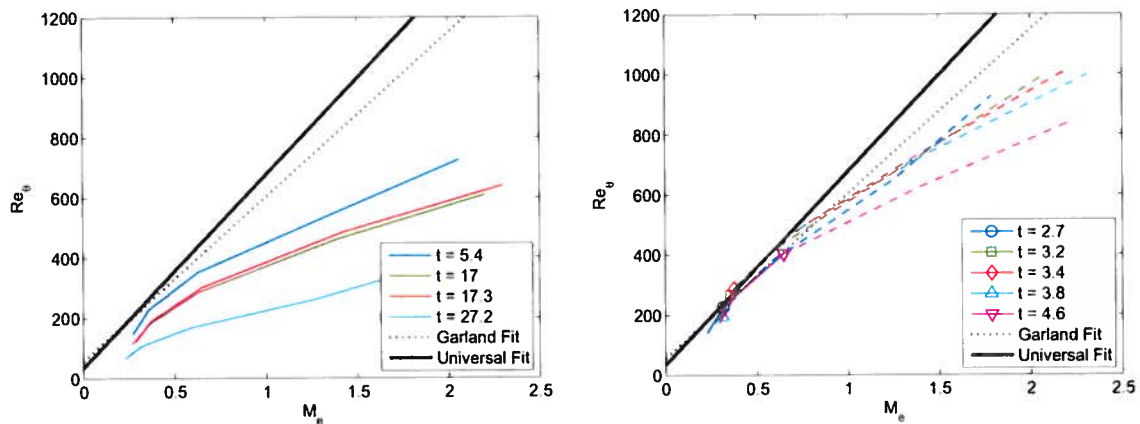 1200
1000
800
600
400
200
0
Re_θ
0
0.5
1
1.5
2
2.5
M_e
t = 5.4
t = 17
t = 17.3
t = 27.2
Garland Fit
Universal Fit
1200
1000
800
600
400
200
0
Re_θ
0
0.5
1
1.5
2
2.5
M_e
t = 2.7
t = 3.2
t = 3.4
t = 3.8
t = 4.6
Garland Fit
Universal Fit